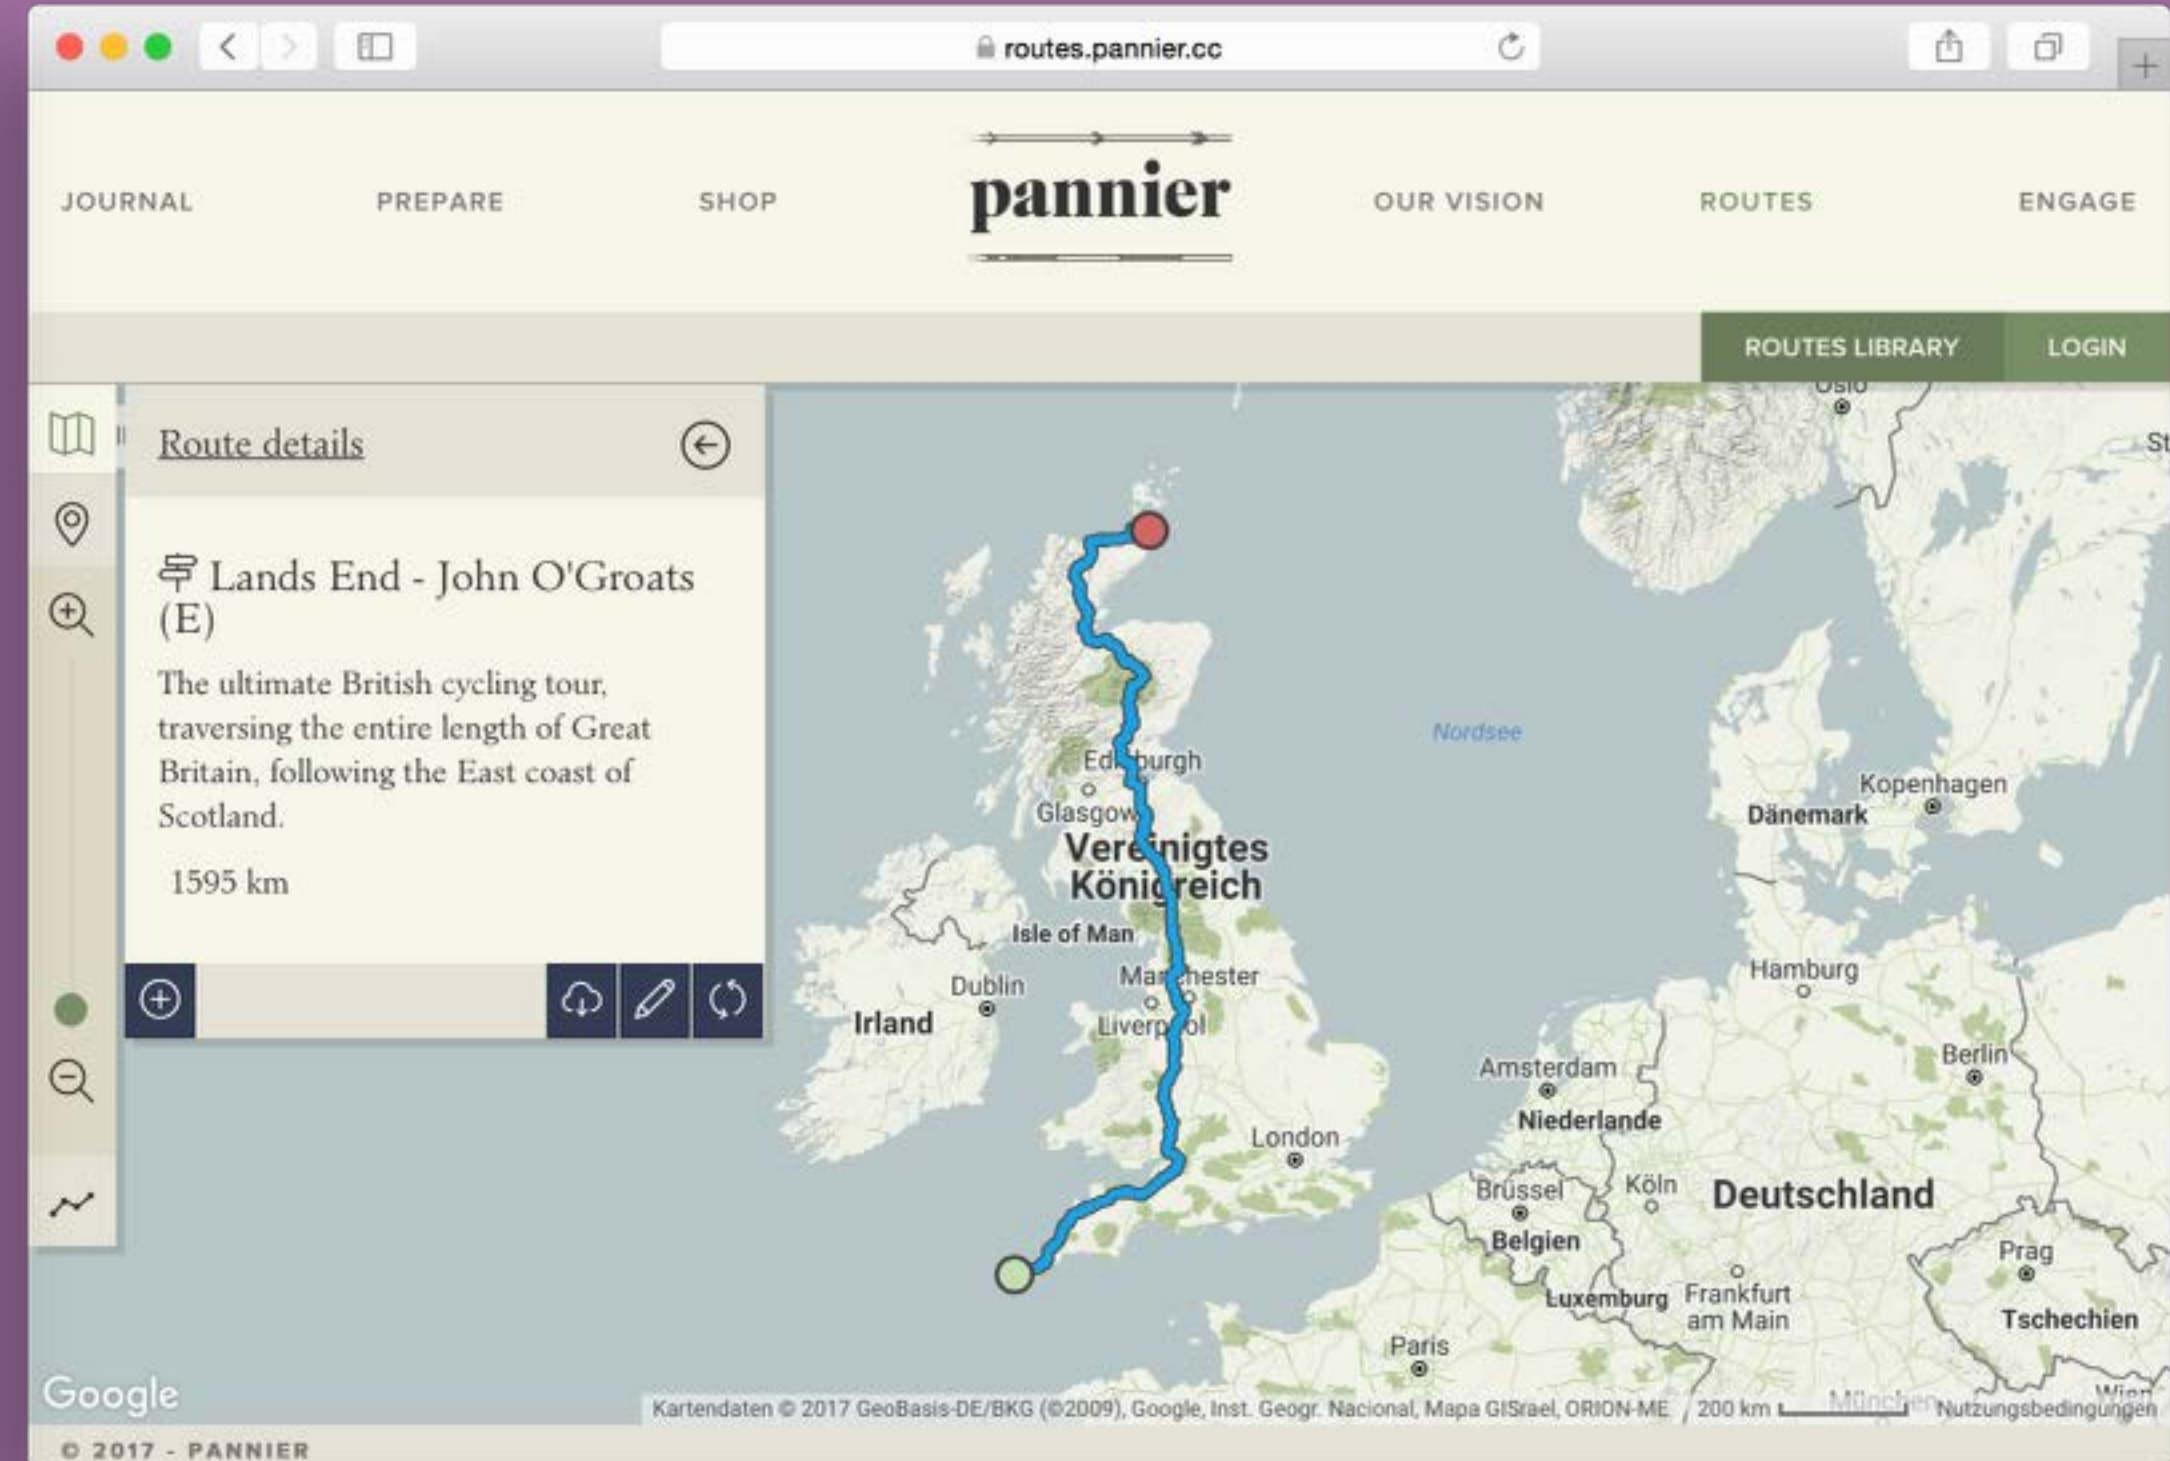 routes.pannier.cc
JOURNAL
PREPARE
SHOP
pannier
OUR VISION
ROUTES
ENGAGE
ROUTES LIBRARY
LOGIN
Route details
Lands End - John O'Groats
(E)
The ultimate British cycling tour,
traversing the entire length of Great
Britain, following the East coast of
Scotland.
1595 km
Oslo
St
Nordsee
Edinburgh
Glasgow
Vereinigtes
Königreich
Isle of Man
Manchester
Dublin
Liverpool
Irland
London
Kopenhagen
Dänemark
Hamburg
Berlin
Amsterdam
Niederlande
Brüssel
Köln
Deutschland
Belgien
Prag
Luxemburg
Frankfurt
am Main
Tschechien
Paris
München
Wien
Google
Kartendaten © 2017 GeoBasis-DE/BKG (©2009), Google, Inst. Geogr. Nacional, Mapa GISrael, ORION-ME
200 km
Nutzungsbedingungen
© 2017 - PANNIER